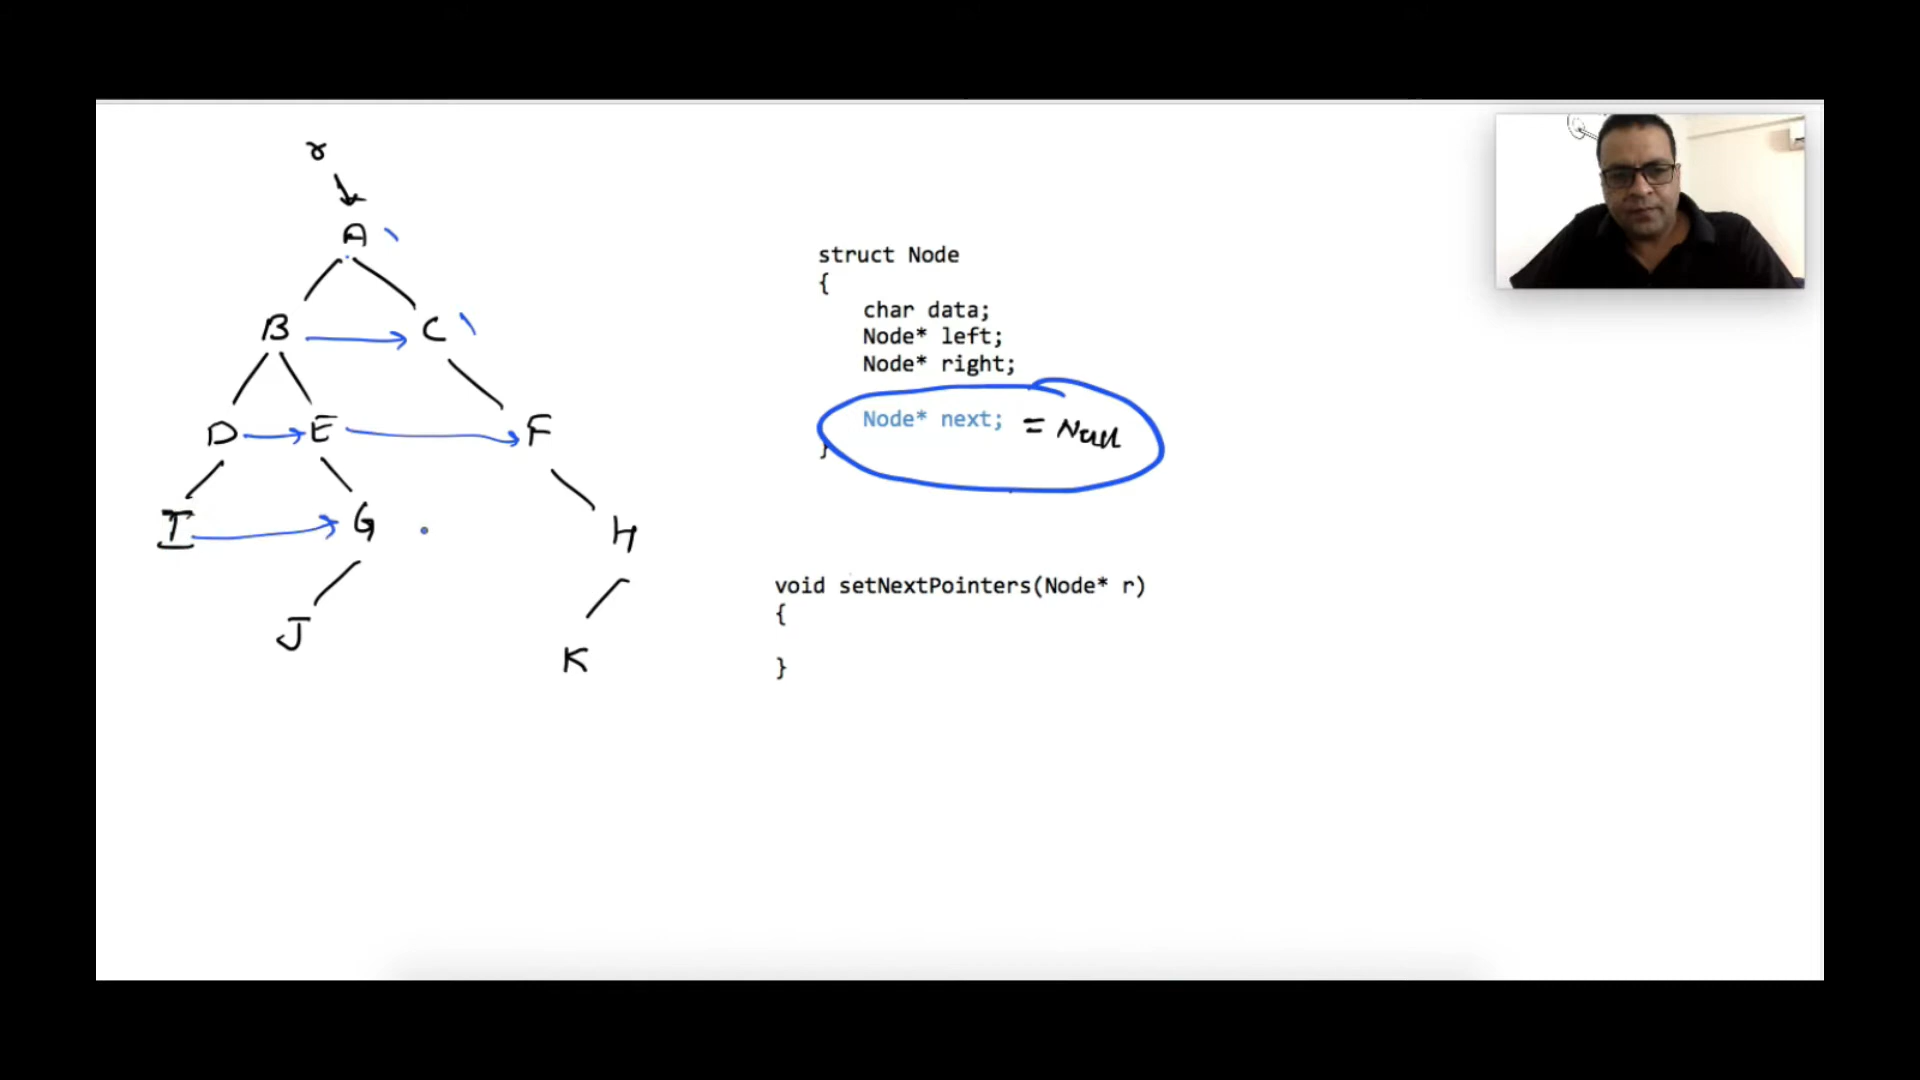 r
A
B C
D E F
I G H
J K
struct Node
{
char data;
Node* left;
Node* right;
Node* next; = Null
}
void setNextPointers(Node* r)
{
}